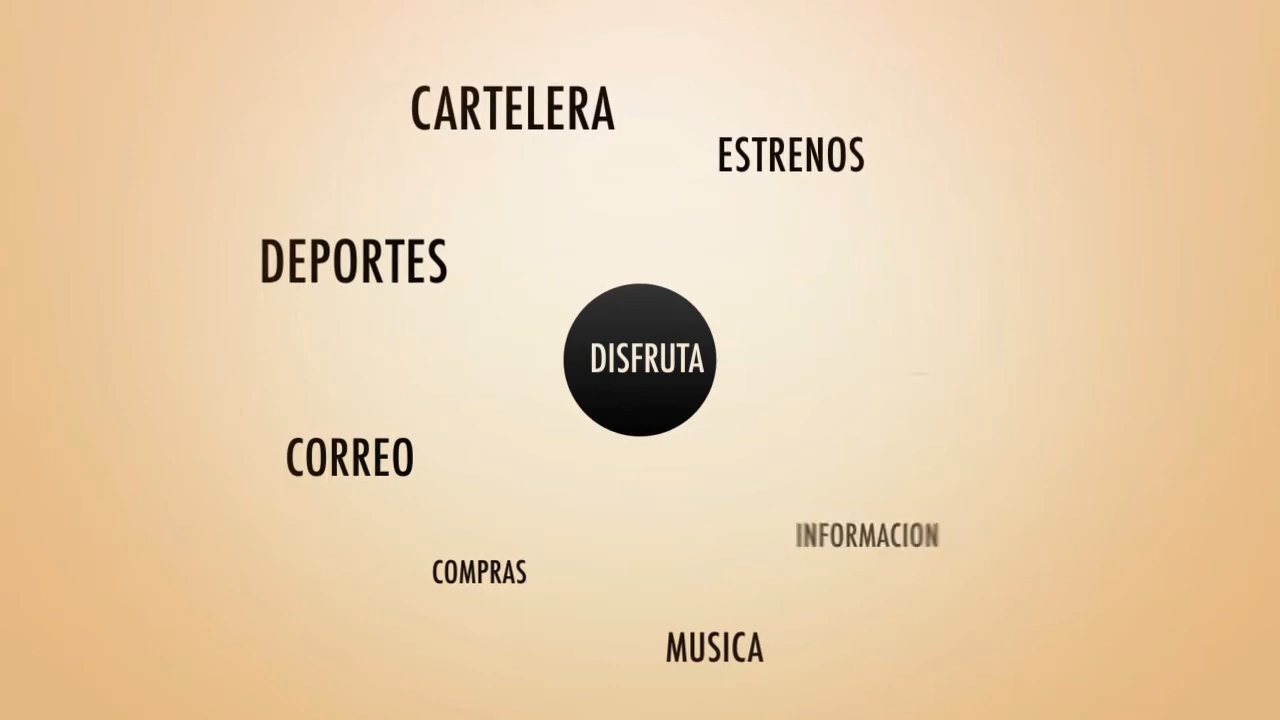 CARTELERA
ESTRENOS
DEPORTES
DISFRUTA
CORREO
INFORMACION
COMPRAS
MUSICA